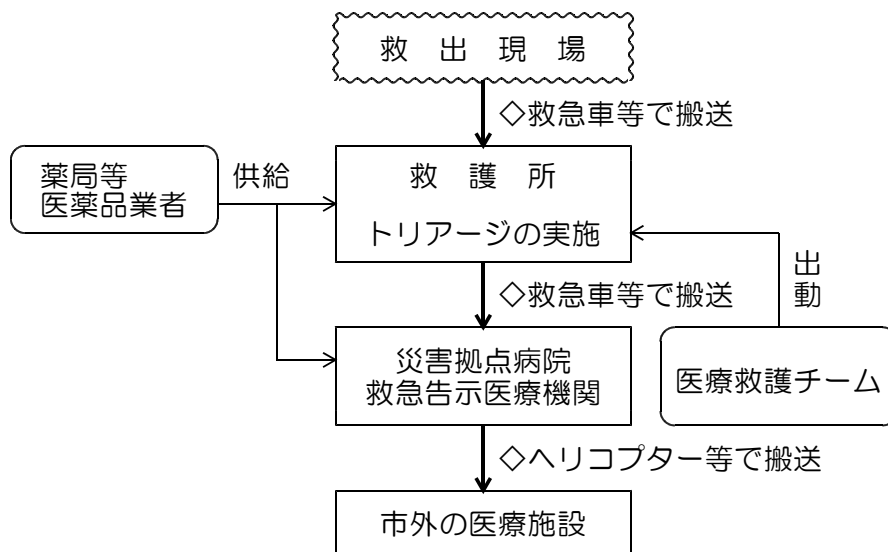 救出現場
◇救急車等で搬送
薬局等
医薬品業者
供給
救護所
トリアージの実施
出動
◇救急車等で搬送
災害拠点病院
救急告示医療機関
医療救護チーム
◇ヘリコプター等で搬送
市外の医療施設